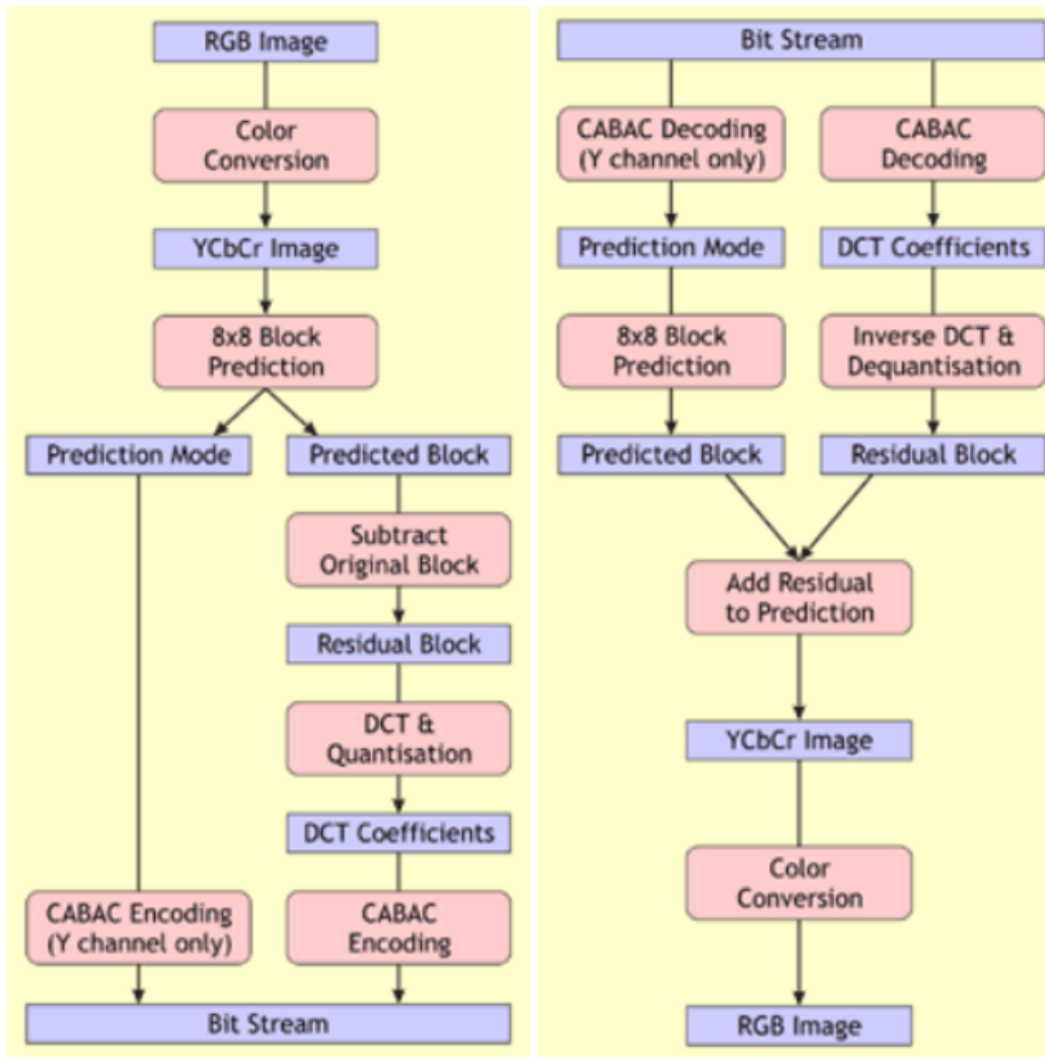 RGB Image
Color
Conversion
YCbCr Image
8x8 Block
Prediction
Prediction Mode
Predicted Block
Subtract
Original Block
Residual Block
DCT &
Quantisation
DCT Coefficients
CABAC Encoding
(Y channel only)
CABAC
Encoding
Bit Stream
Bit Stream
CABAC Decoding
(Y channel only)
CABAC
Decoding
Prediction Mode
DCT Coefficients
8x8 Block
Prediction
Inverse DCT &
Dequantisation
Predicted Block
Residual Block
Add Residual
to Prediction
YCbCr Image
Color
Conversion
RGB Image